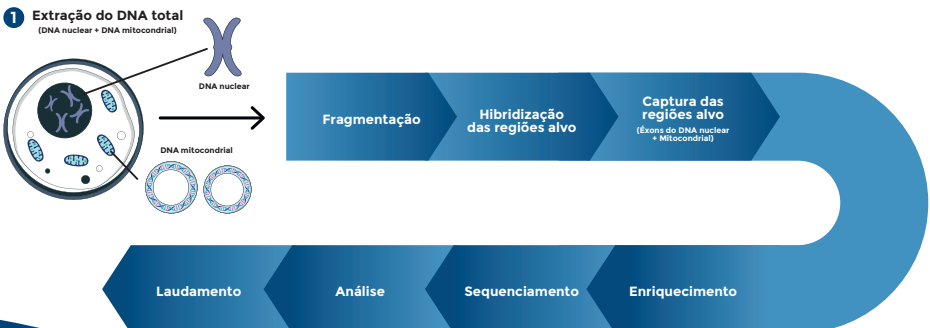 1 Extração do DNA total
(DNA nuclear + DNA mitocondrial)
DNA nuclear
DNA mitocondrial
Fragmentação
Hibridização
das regiões alvo
Captura das
regiões alvo
(Éxons do DNA nuclear
+ Mitocondrial)
Enriquecimento
Sequenciamento
Análise
Laudamento